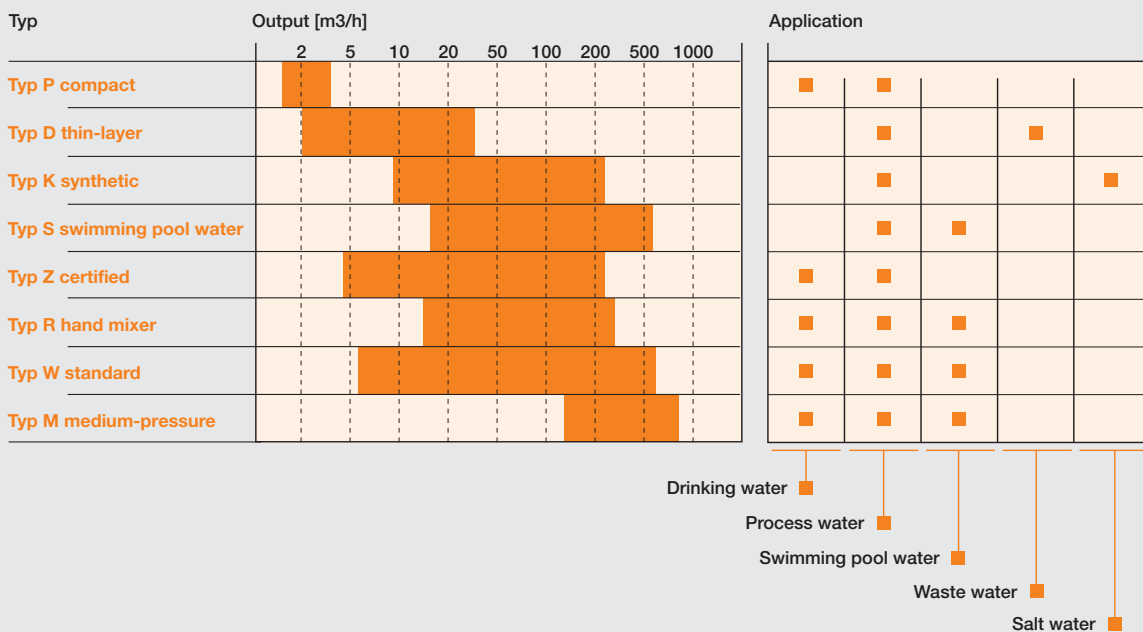 Typ Output [m3/h] Application
2 5 10 20 50 100 200 500 1000
Typ P compact
Typ D thin-layer
Typ K synthetic
Typ S swimming pool water
Typ Z certified
Typ R hand mixer
Typ W standard
Typ M medium-pressure
Drinking water
Process water
Swimming pool water
Waste water
Salt water